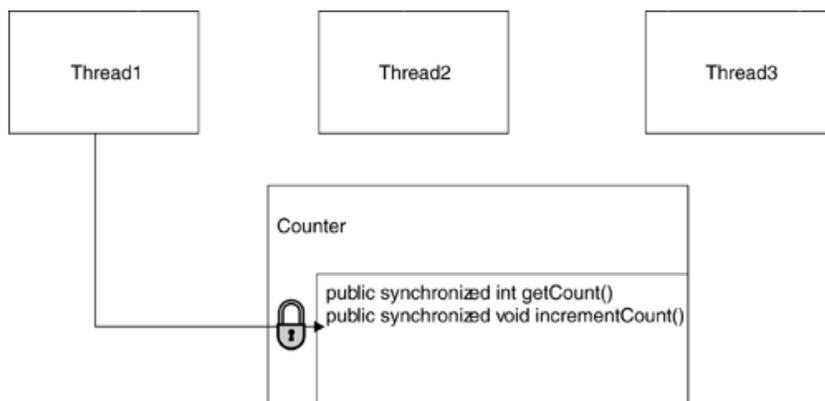 Thread1
Thread2
Thread3
Counter
public synchronized int getCount()
public synchronized void incrementCount()